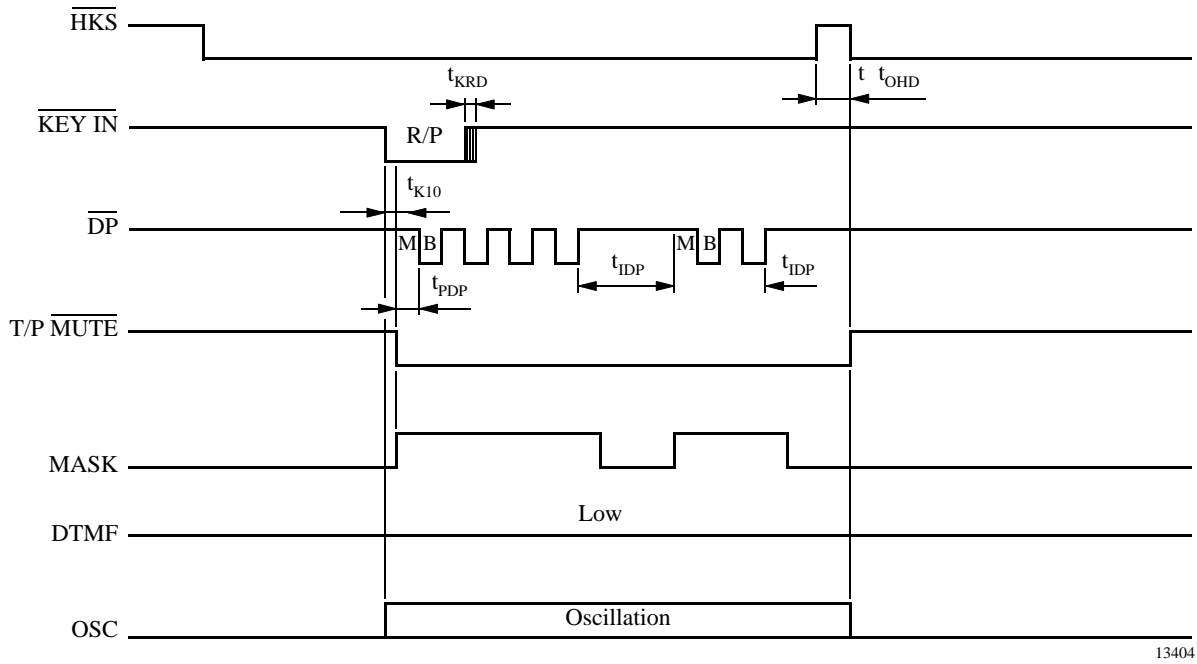 HKS
t t_OHD
t_KRD
KEY IN
R/P
t_K10
DP
M B
t_IDP
M B
t_IDP
t_PDP
T/P MUTE
MASK
Low
DTMF
Oscillation
OSC
13404